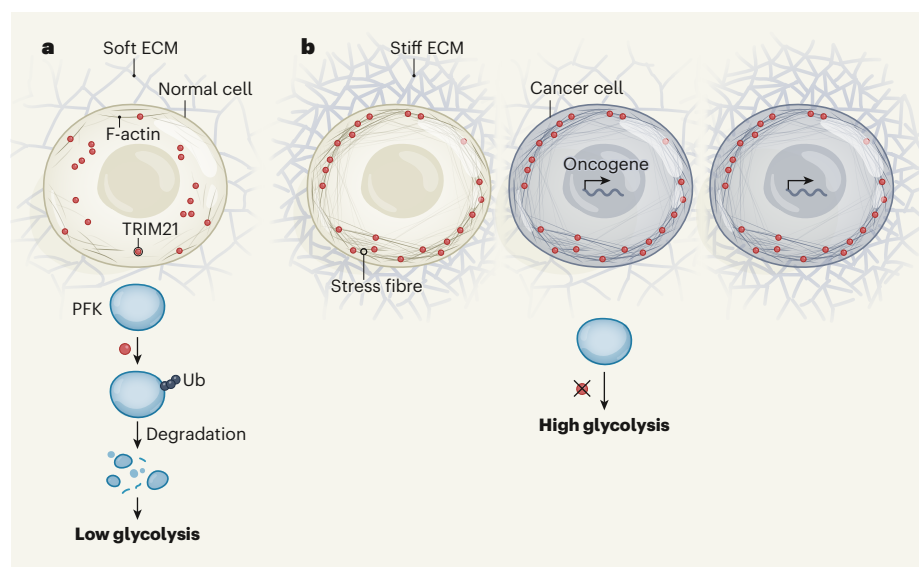 a
Soft ECM
Normal cell
F-actin
TRIM21
PFK
Ub
Degradation
Low glycolysis
b
Stiff ECM
Cancer cell
Oncogene
Stress fibre
High glycolysis